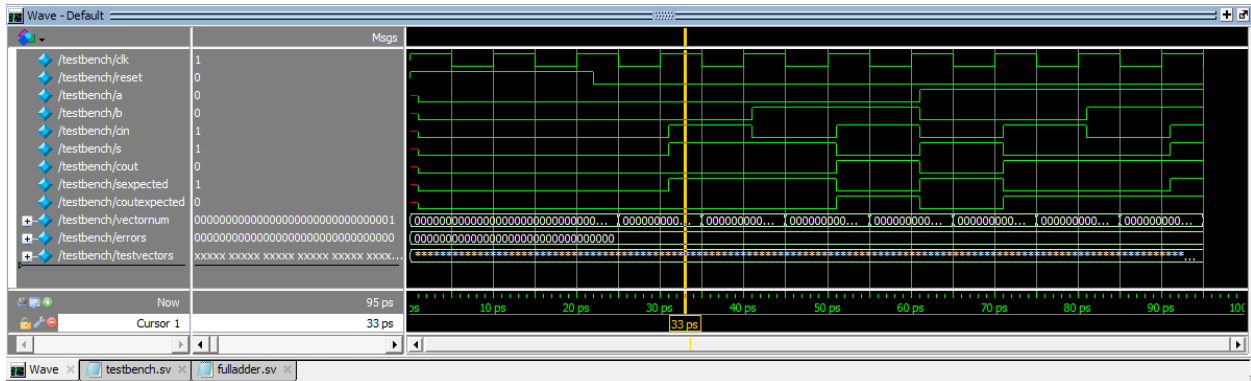 Wave - Default
Msgs
/testbench/clk 1
/testbench/reset 0
/testbench/a 0
/testbench/b 0
/testbench/cin 1
/testbench/s 1
/testbench/cout 0
/testbench/sexpected 1
/testbench/coutexpected 0
/testbench/vectornum 00000000000000000000000000000001 000000000000000000000000000000... 000000000... 000000000... 000000000... 000000000... 000000000... 000000000... 000000000...
/testbench/errors 00000000000000000000000000000000 00000000000000000000000000000000
/testbench/testvectors xxxxx xxxxx xxxxx xxxxx xxxxx xxxx...
Now 95 ps ps 10 ps 20 ps 30 ps 40 ps 50 ps 60 ps 70 ps 80 ps 90 ps 100
Cursor 1 33 ps 33 ps
Wave testbench.sv fulladder.sv